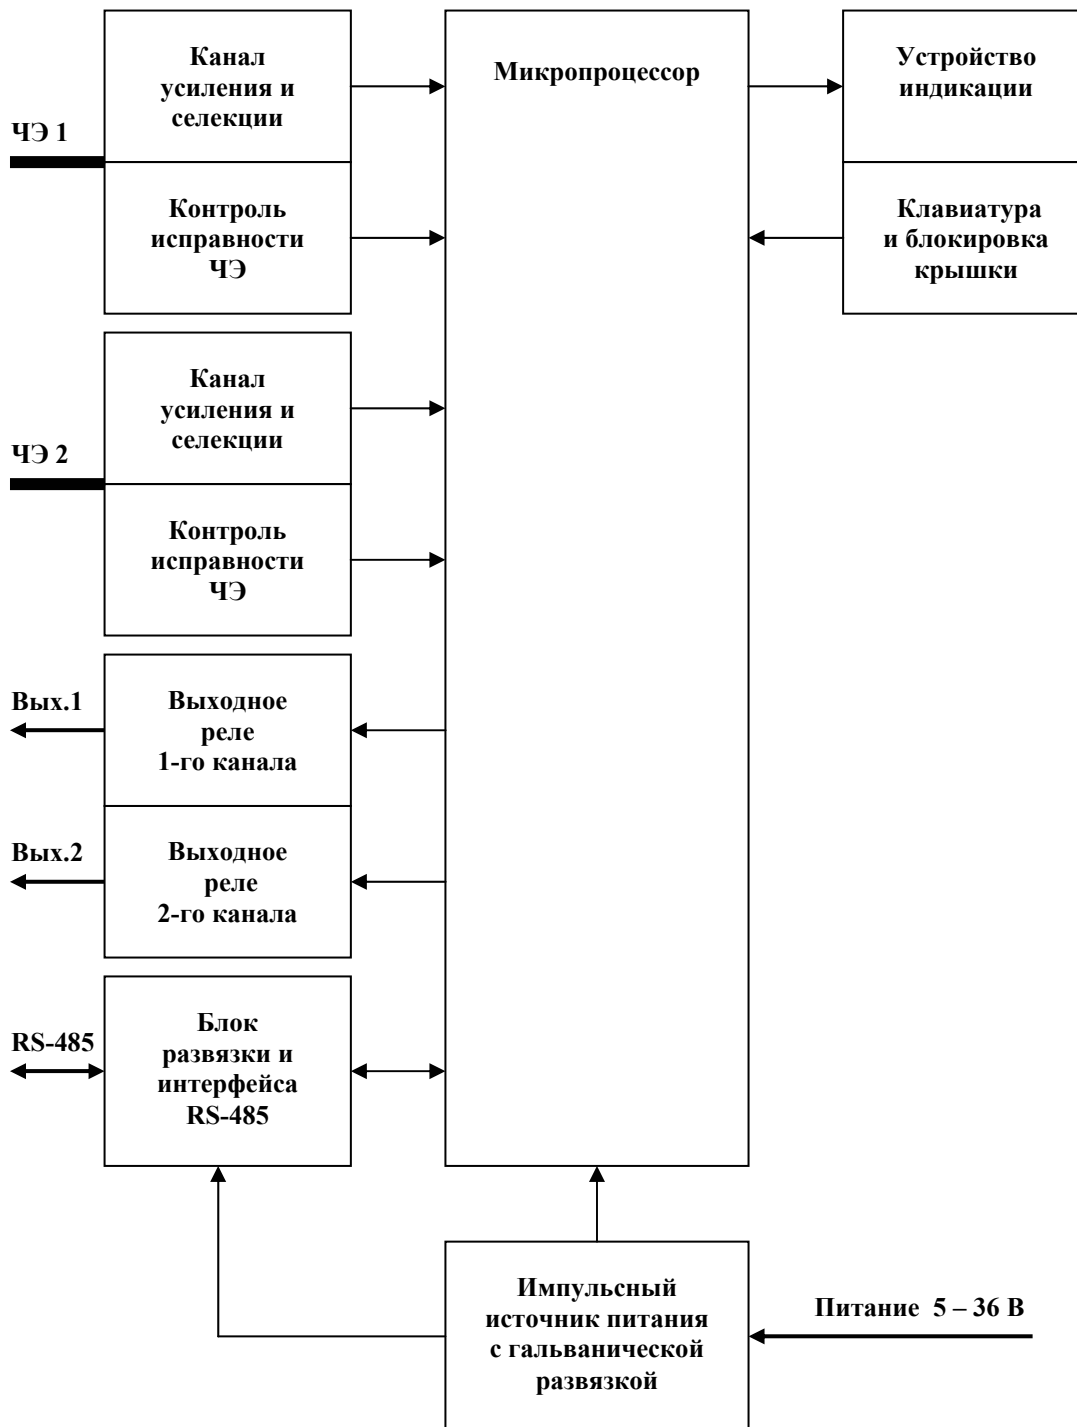 Канал
усиления и
селекции
Микропроцессор
Устройство
индикации
ЧЭ 1
Контроль
исправности
ЧЭ
Клавиатура
и блокировка
крышки
Канал
усиления и
селекции
ЧЭ 2
Контроль
исправности
ЧЭ
Вых.1
Выходное
реле
1-го канала
Вых.2
Выходное
реле
2-го канала
RS-485
Блок
развязки и
интерфейса
RS-485
Импульсный
источник питания
с гальванической
развязкой
Питание 5 – 36 В